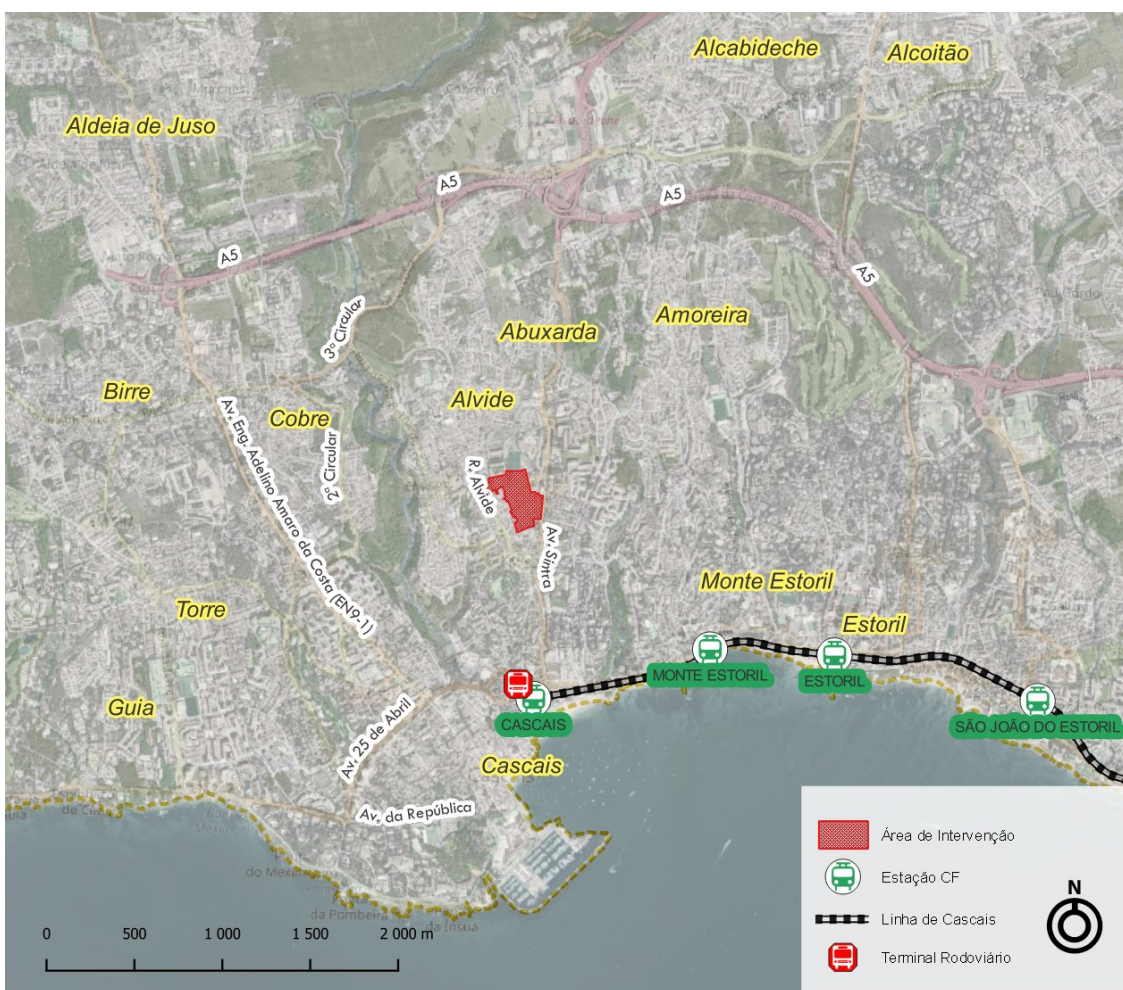 Alcabideche
Alcoitão
Aldeia de Juso
A5
A5
A5
A5
3ª Circular
Abuxarda
Amoreira
Birre
Alvide
Cobre
Av. Eng. Adelino Amaro da Costa (EN9-1)
2ª Circular
R. Alvide
Av. Sintra
Torre
Monte Estoril
Estoril
MONTE ESTORIL
ESTORIL
Guia
CASCAIS
SÃO JOÃO DO ESTORIL
Av. 25 de Abril
Cascais
Av. da República
Área de Intervenção
Estação CF
Linha de Cascais
Terminal Rodoviário
N
da Pombeira
0 500 1 000 1 500 2 000 m